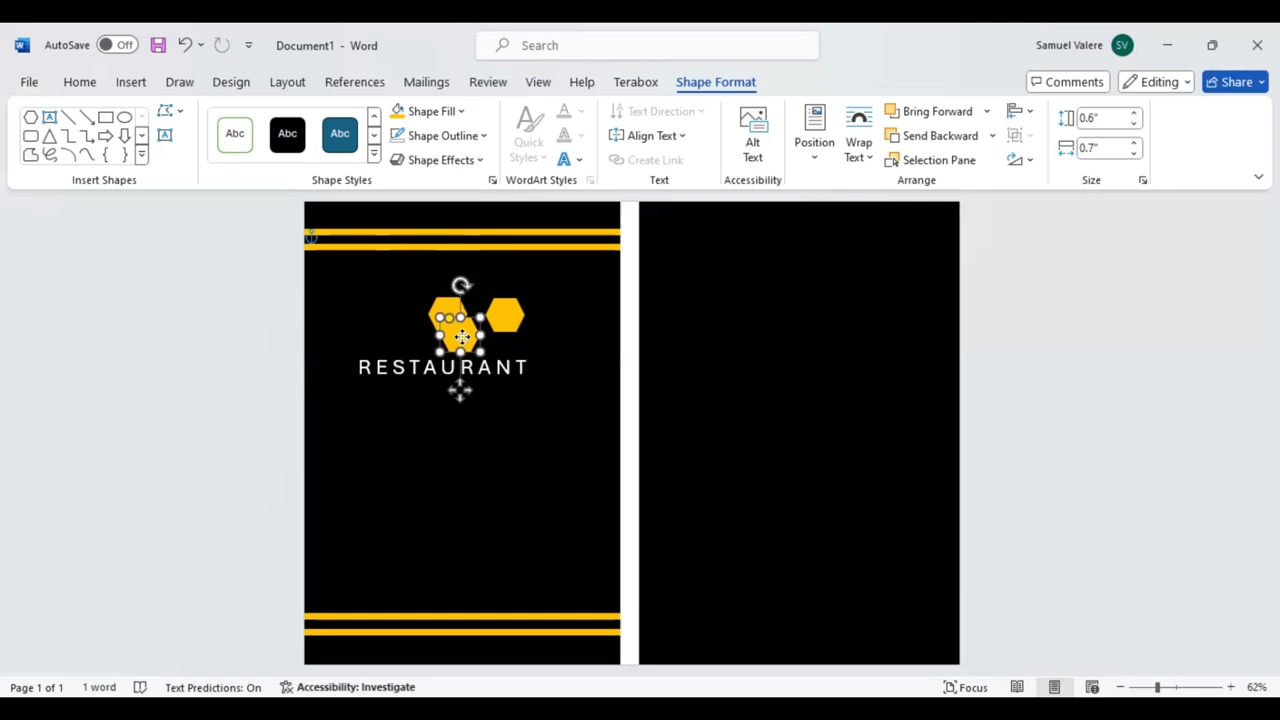 AutoSave Off Document1 - Word Search Samuel Valere SV
File Home Insert Draw Design Layout References Mailings Review View Help Terabox Shape Format Comments Editing Share
Abc Abc Abc
Shape Fill
Shape Outline
Shape Effects
Quick
Styles
A
A
A
Text Direction
Align Text
Create Link
Alt
Text
Position
Wrap
Text
Bring Forward
Send Backward
Selection Pane
0.6"
0.7"
Insert Shapes Shape Styles WordArt Styles Text Accessibility Arrange Size
RESTAURANT
Page 1 of 1 1 word Text Predictions: On Accessibility: Investigate Focus 62%